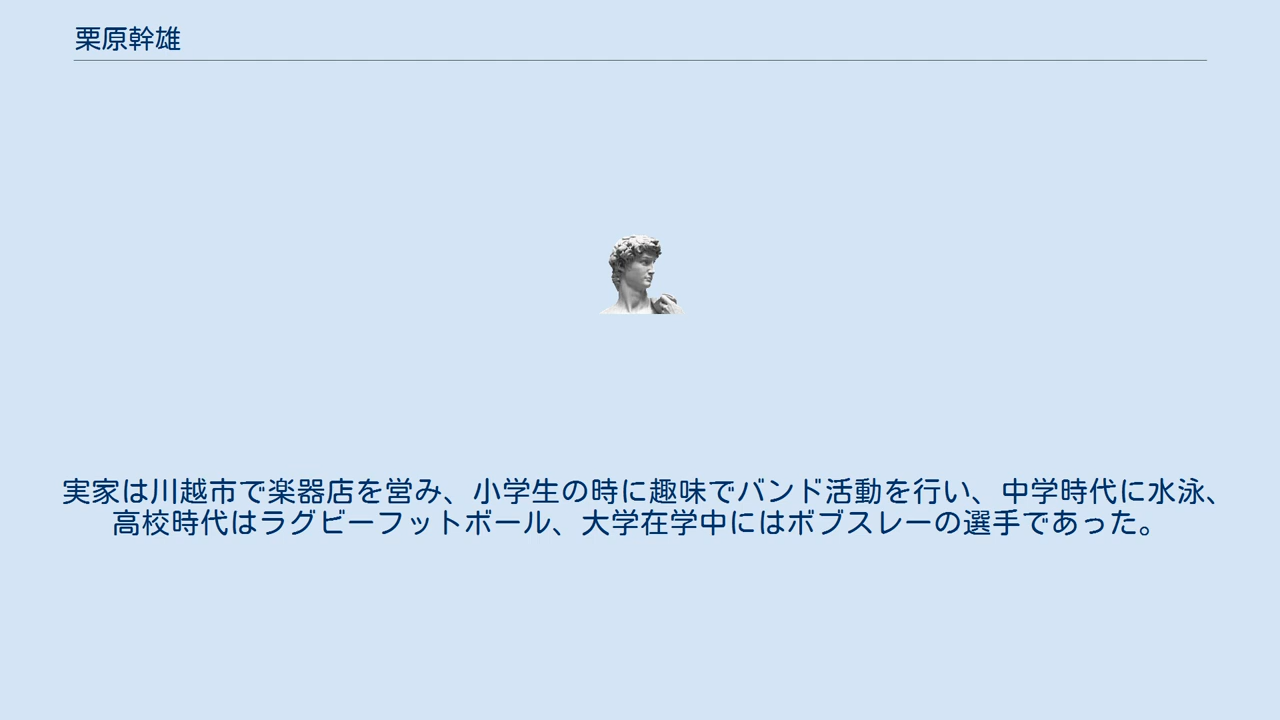 栗原幹雄
実家は川越市で楽器店を営み、小学生の時に趣味でバンド活動を行い、中学時代に水泳、
高校時代はラグビーフットボール、大学在学中にはボブスレーの選手であった。